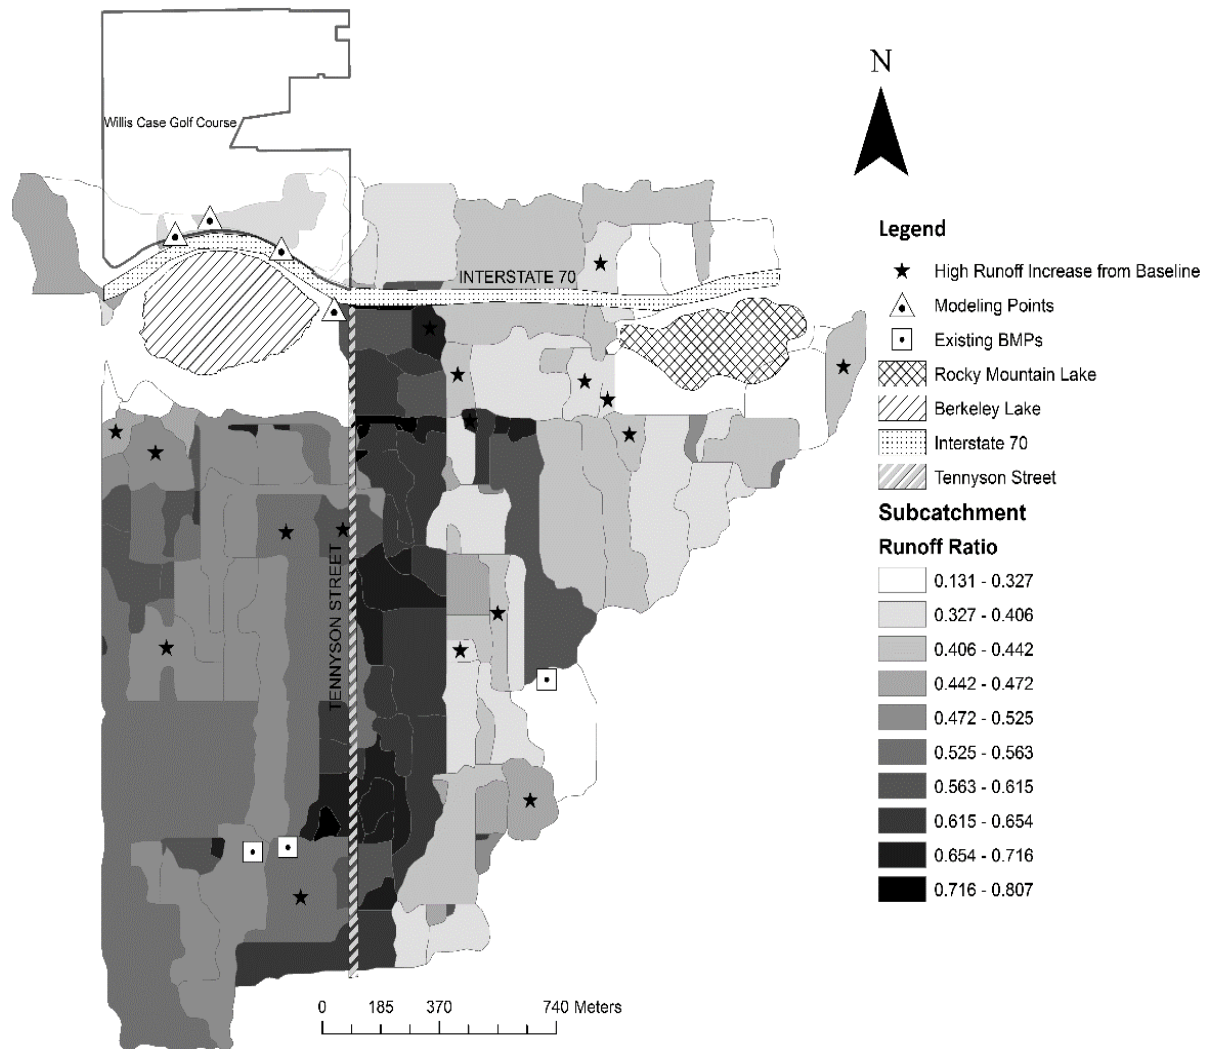 N
Willis Case Golf Course
INTERSTATE 70
TENNYSON STREET
Legend
High Runoff Increase from Baseline
Modeling Points
Existing BMPs
Rocky Mountain Lake
Berkeley Lake
Interstate 70
Tennyson Street
Subcatchment
Runoff Ratio
0.131 - 0.327
0.327 - 0.406
0.406 - 0.442
0.442 - 0.472
0.472 - 0.525
0.525 - 0.563
0.563 - 0.615
0.615 - 0.654
0.654 - 0.716
0.716 - 0.807
0 185 370 740 Meters